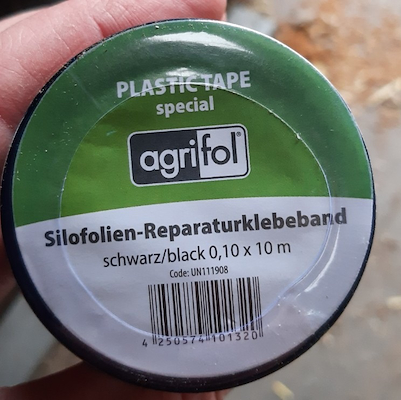 PLASTIC TAPE
special
agrifol®
Silofolien-Reparaturklebeband
schwarz/black 0,10 x 10 m
Code: UN111908
4 250574 101320